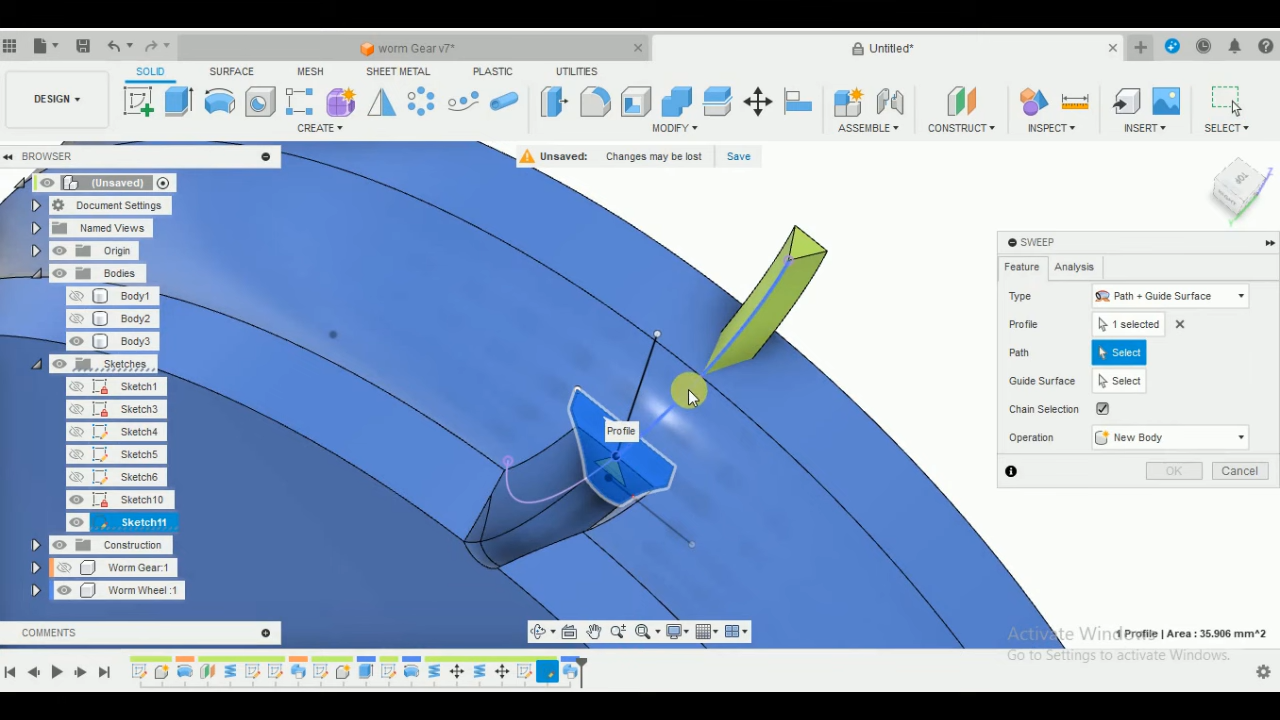 worm Gear v7*
Untitled*
DESIGN
SOLID SURFACE MESH SHEET METAL PLASTIC UTILITIES
CREATE MODIFY ASSEMBLE CONSTRUCT INSPECT INSERT SELECT
BROWSER
Unsaved: Changes may be lost Save
(Unsaved)
Document Settings
Named Views
Origin
Bodies
Body1
Body2
Body3
Sketches
Sketch1
Sketch3
Sketch4
Sketch5
Sketch6
Sketch10
Sketch11
Construction
Worm Gear:1
Worm Wheel :1
COMMENTS
Profile
TOP
SWEEP
Feature Analysis
Type Path + Guide Surface
Profile 1 selected
Path Select
Guide Surface Select
Chain Selection
Operation New Body
OK Cancel
Activate Windows
1 Profile | Area : 35.906 mm^2
Go to Settings to activate Windows.